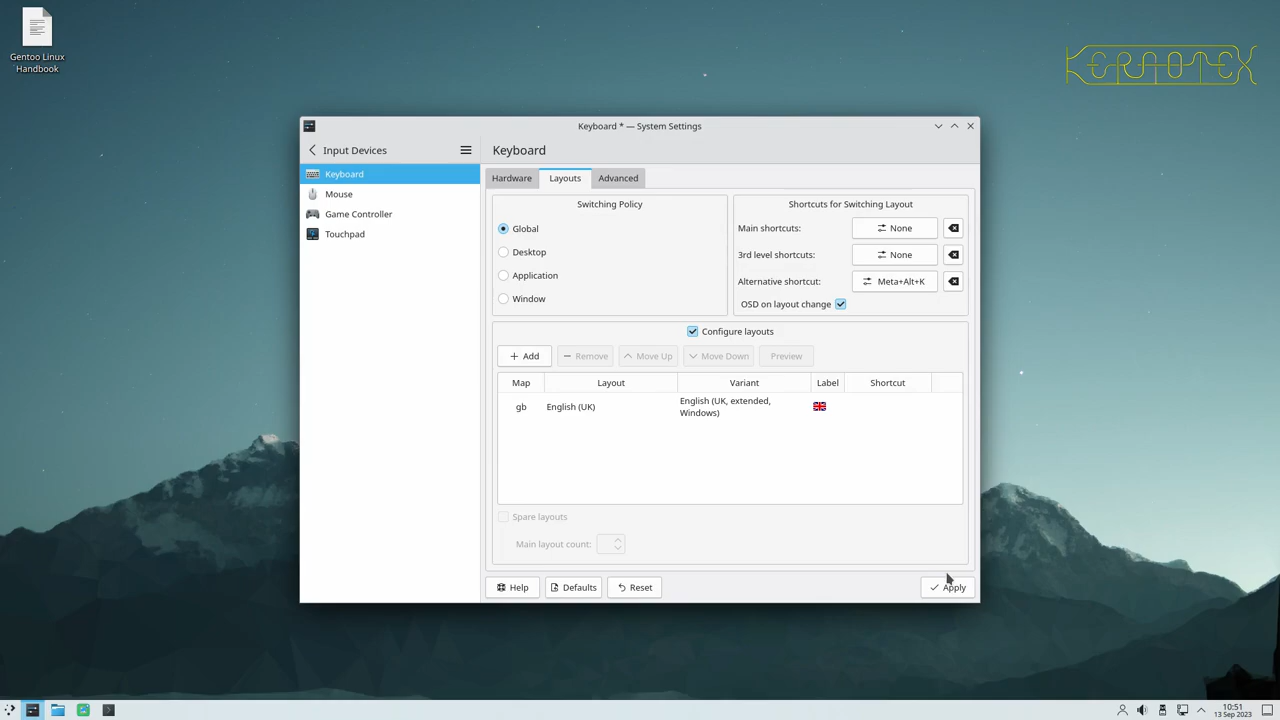 Gentoo Linux
Handbook
KERNOTEX
Keyboard * — System Settings
Input Devices
Keyboard
Mouse
Game Controller
Touchpad
Keyboard
Hardware
Layouts
Advanced
Switching Policy
Global
Desktop
Application
Window
Shortcuts for Switching Layout
Main shortcuts:
None
3rd level shortcuts:
None
Alternative shortcut:
Meta+Alt+K
OSD on layout change
Configure layouts
Add
Remove
Move Up
Move Down
Preview
Map
Layout
Variant
Label
Shortcut
gb
English (UK)
English (UK, extended,
Windows)
Spare layouts
Main layout count:
Help
Defaults
Reset
Apply
10:51
13 Sep 2023